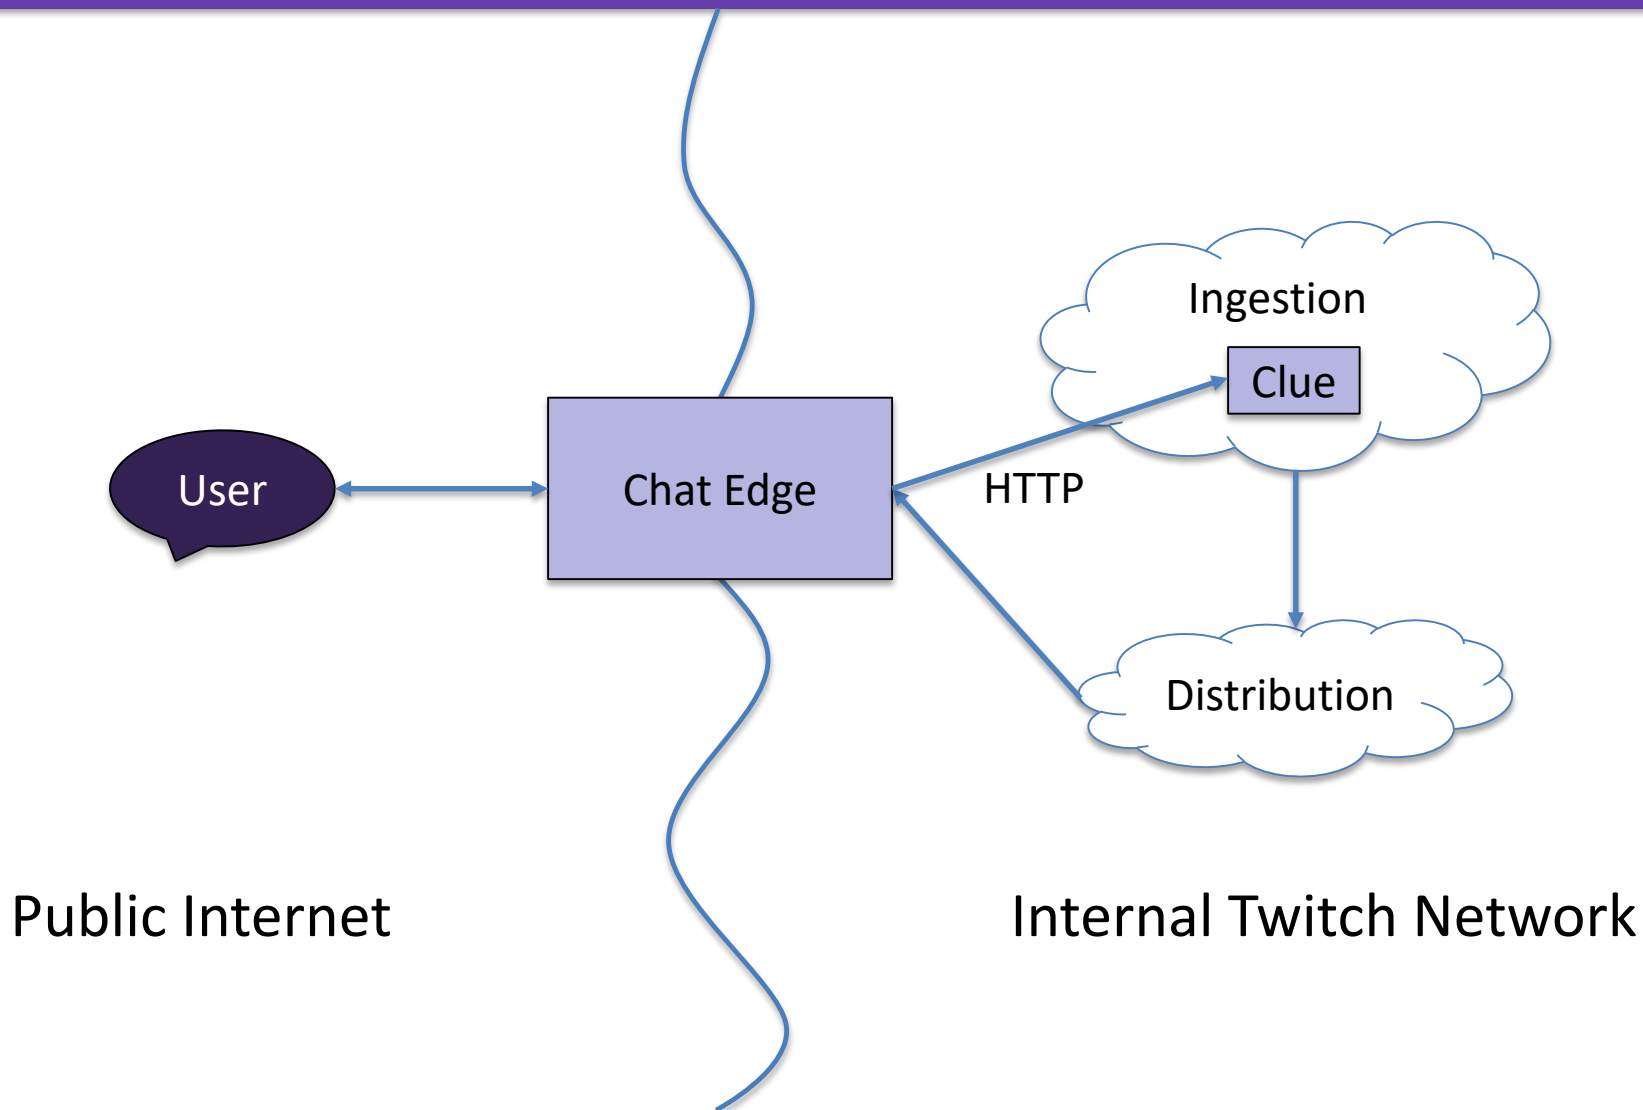 Ingestion
Clue
User
Chat Edge
HTTP
Distribution
Public Internet
Internal Twitch Network